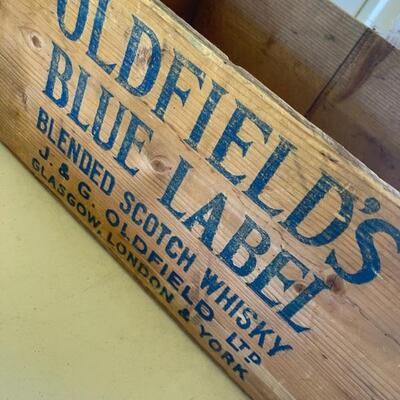 OLDFIELD'S
BLUE LABEL
BLENDED SCOTCH WHISKY
J. & G. OLDFIELD LTD
GLASGOW, LONDON & YORK